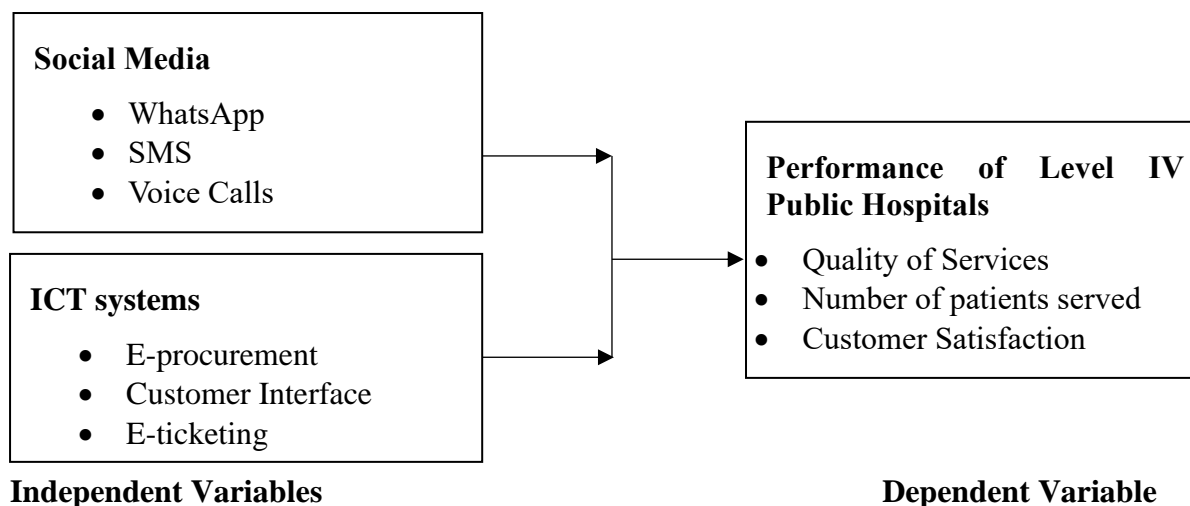 Social Media
• WhatsApp
• SMS
• Voice Calls
ICT systems
• E-procurement
• Customer Interface
• E-ticketing
Performance of Level IV
Public Hospitals
• Quality of Services
• Number of patients served
• Customer Satisfaction
Independent Variables
Dependent Variable